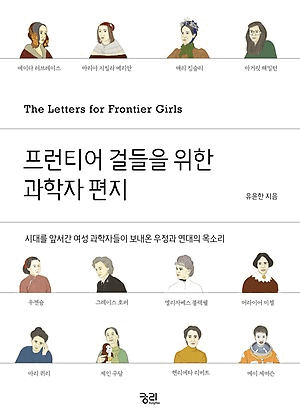 에이다 러브레이스 마리아 지빌라 메리안 메리 킹슬리 마거릿 해밀턴
The Letters for Frontier Girls
프런티어 걸들을 위한
과학자 편지
유윤한 지음
시대를 앞서간 여성 과학자들이 보내온 우정과 연대의 목소리
우젠슝 그레이스 호퍼 엘리자베스 블랙웰 마리아 미첼
마리 퀴리 제인 구달 헨리에타 리비트 메이 제머슨
궁리